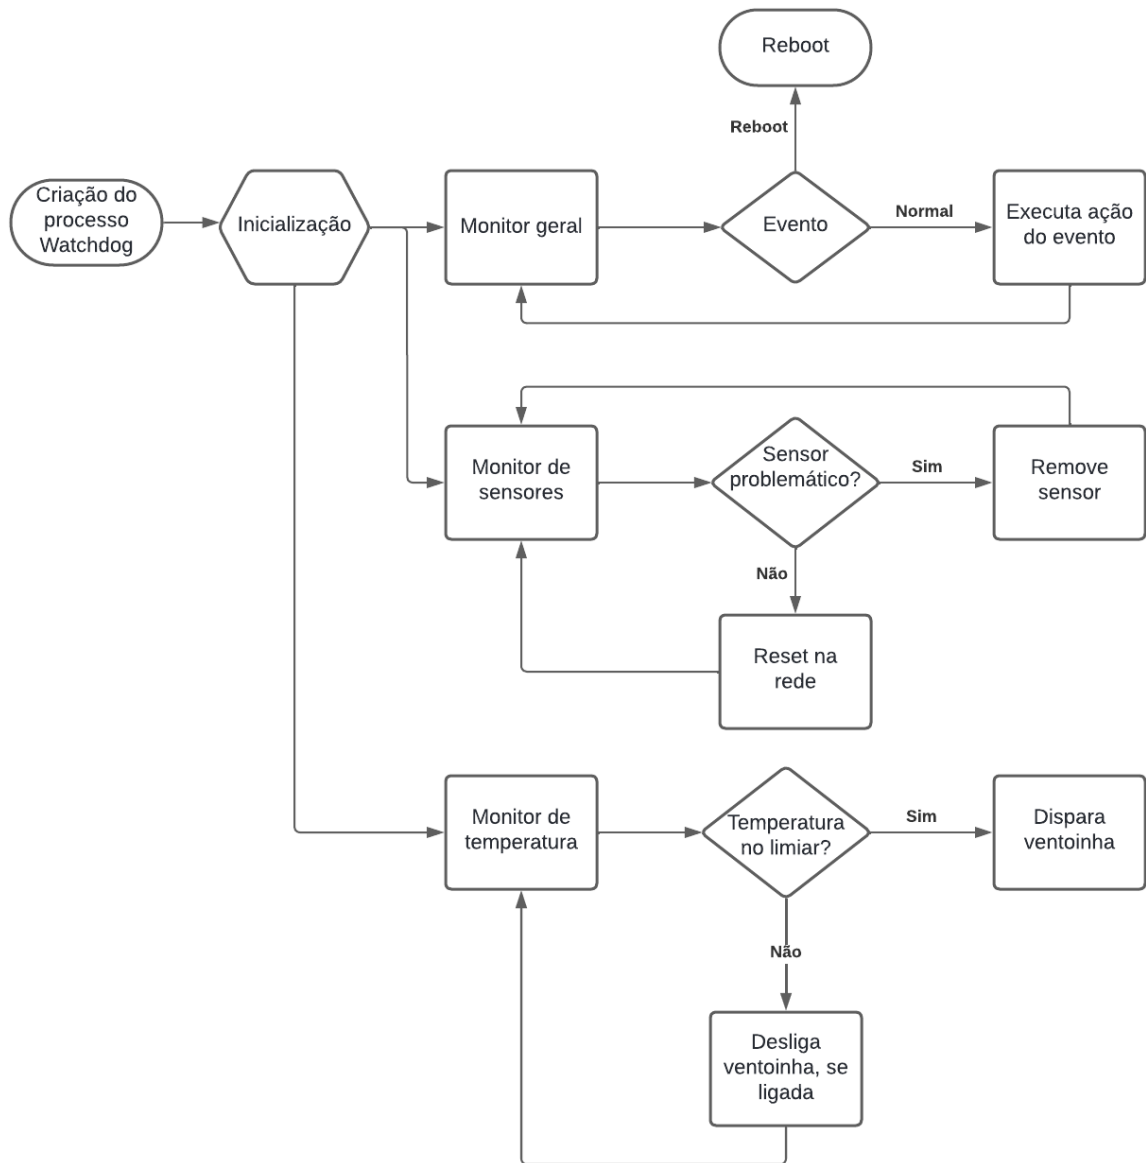 Reboot
Reboot
Criação do
processo
Watchdog
Inicialização
Monitor geral
Evento
Normal
Executa ação
do evento
Monitor de
sensores
Sensor
problemático?
Sim
Remove
sensor
Não
Reset na
rede
Monitor de
temperatura
Temperatura
no limiar?
Sim
Dispara
ventoinha
Não
Desliga
ventoinha, se
ligada